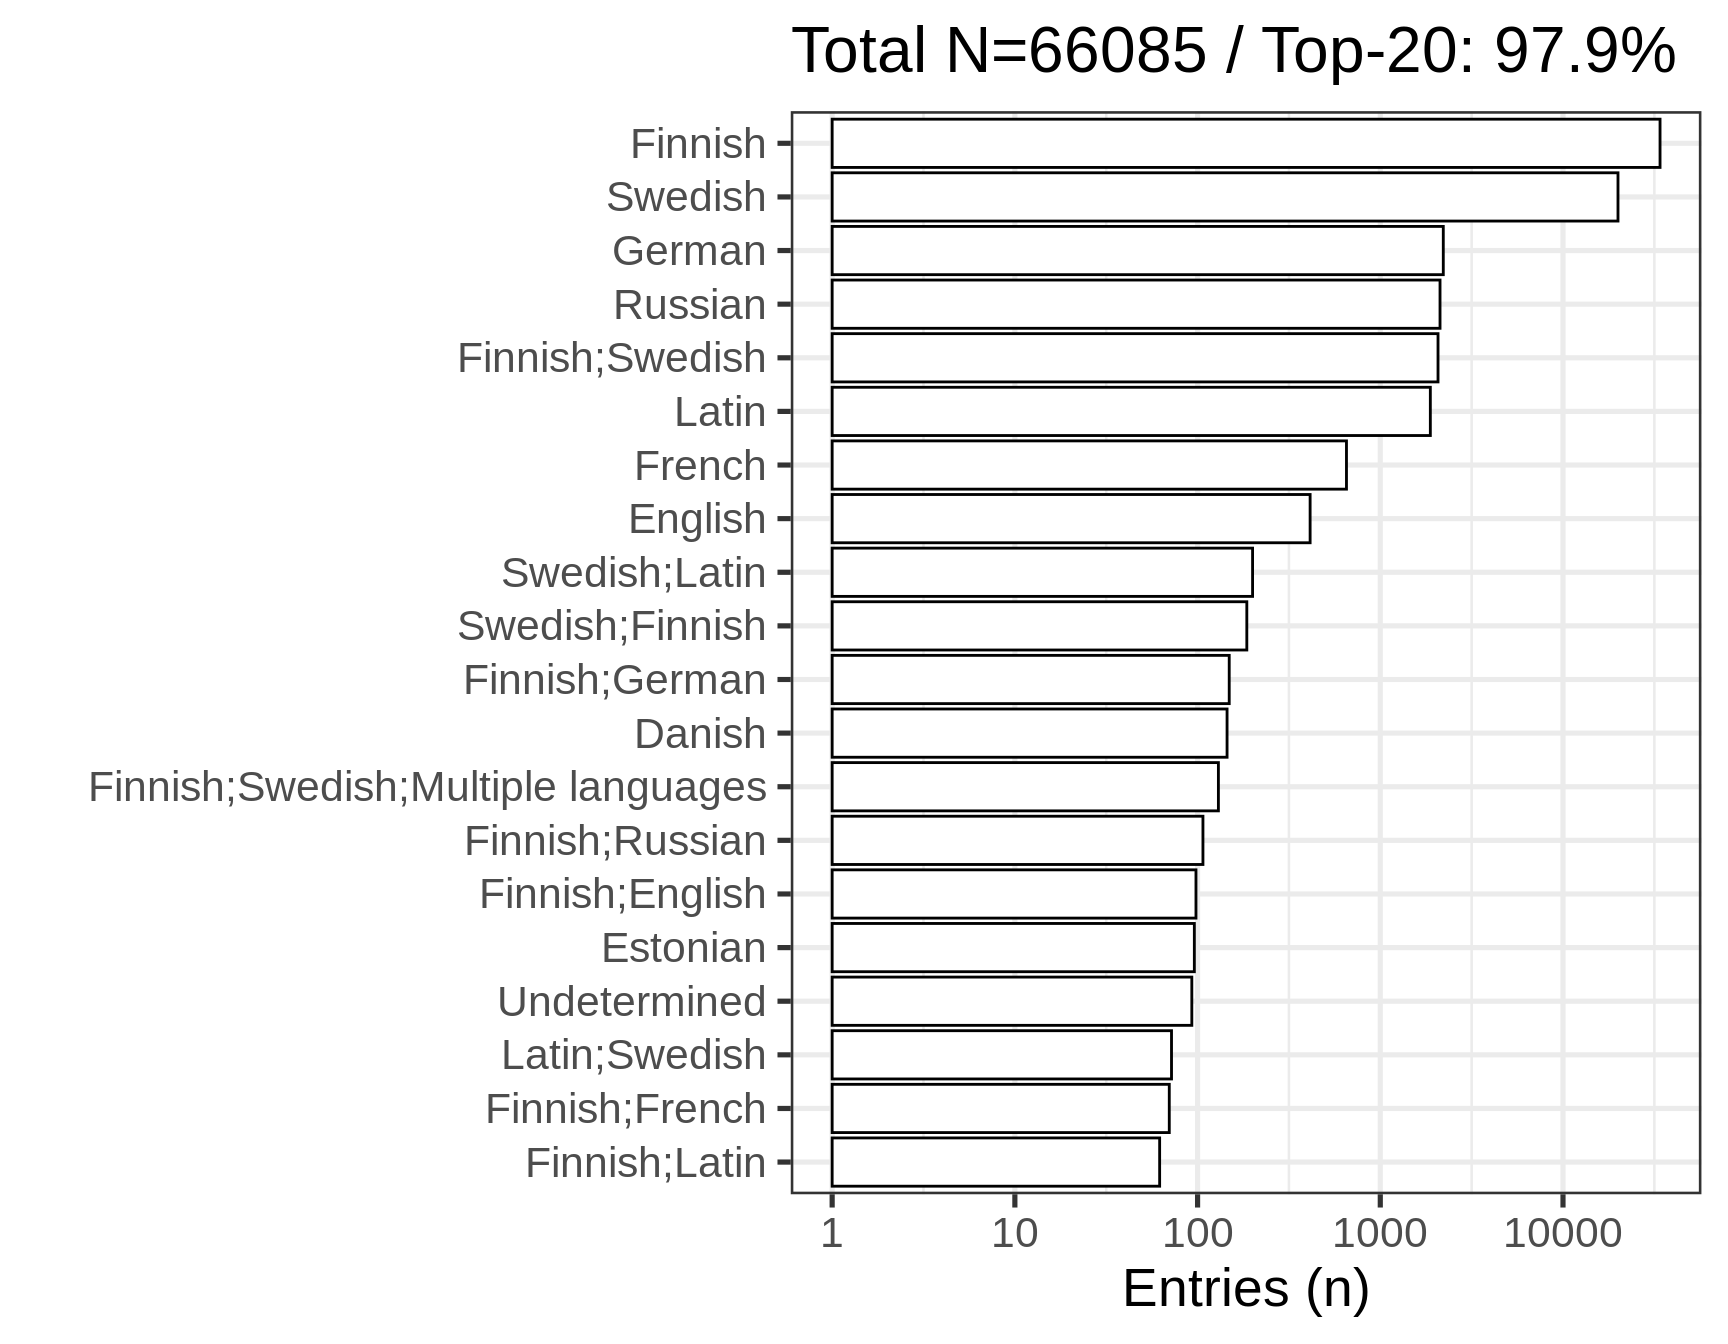 Total N=66085 / Top-20: 97.9%
Finnish
Swedish
German
Russian
Finnish;Swedish
Latin
French
English
Swedish;Latin
Swedish;Finnish
Finnish;German
Danish
Finnish;Swedish;Multiple languages
Finnish;Russian
Finnish;English
Estonian
Undetermined
Latin;Swedish
Finnish;French
Finnish;Latin
1 10 100 1000 10000
Entries (n)